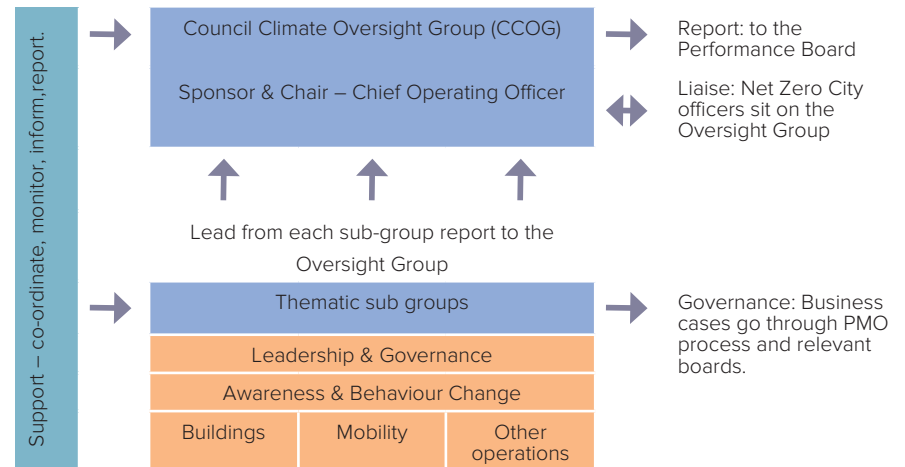 Support – co-ordinate, monitor, inform,report.
Council Climate Oversight Group (CCOG)
Sponsor & Chair – Chief Operating Officer
Report: to the
Performance Board
Liaise: Net Zero City
officers sit on the
Oversight Group
Lead from each sub-group report to the
Oversight Group
Thematic sub groups
Leadership & Governance
Awareness & Behaviour Change
Buildings
Mobility
Other
operations
Governance: Business
cases go through PMO
process and relevant
boards.